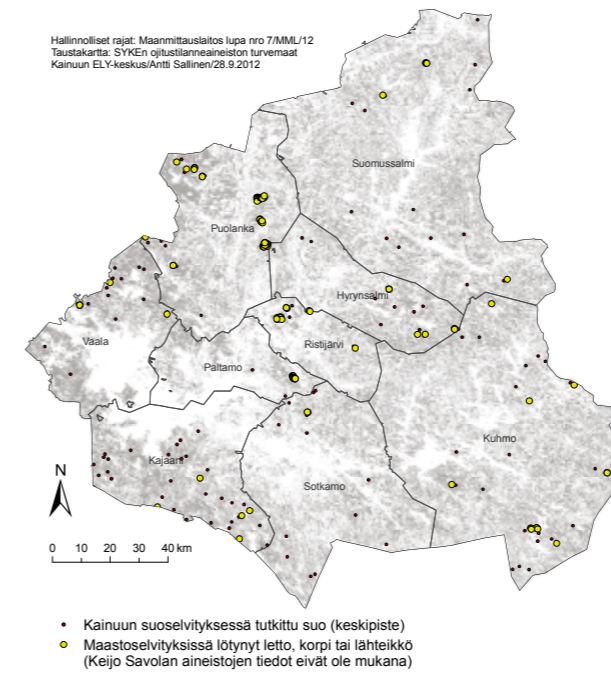 Hallinnolliset rajat: Maanmittauslaitos lupa nro 7/MML/12
Taustakartta: SYKEn ojitustilanneaineiston turvemaat
Kainuun ELY-keskus/Antti Sallinen/28.9.2012
Suomussalmi
Puolanka
Hyrynsalmi
Vaala
Ristijärvi
Paltamo
Kuhmo
Kajaani
Sotkamo
N
0 10 20 40 km
Kainuun suoselvityksessä tutkittu suo (keskipiste)
Maastoselvityksissä lötynyt letto, korpi tai lähteikkö
(Keijo Savolan aineistojen tiedot eivät ole mukana)